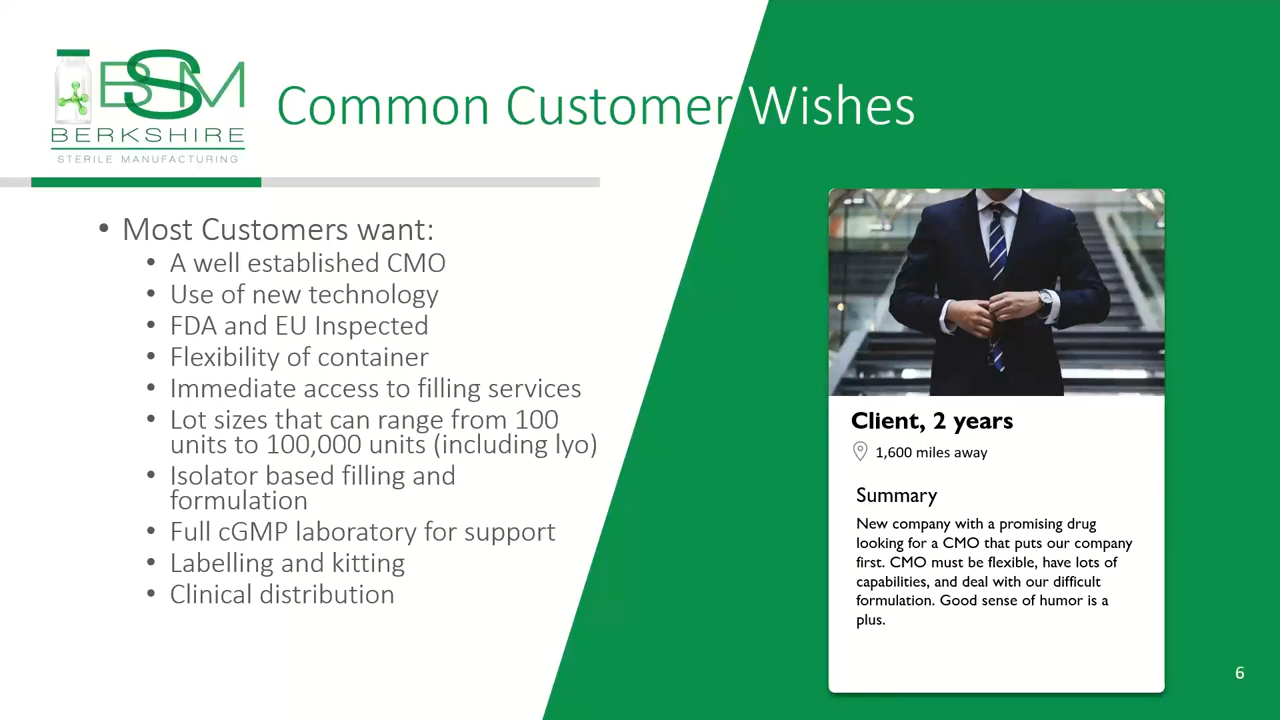 BSM
BERKSHIRE
STERILE MANUFACTURING
Common Customer Wishes
• Most Customers want:
• A well established CMO
• Use of new technology
• FDA and EU Inspected
• Flexibility of container
• Immediate access to filling services
• Lot sizes that can range from 100
units to 100,000 units (including lyo)
• Isolator based filling and
formulation
• Full cGMP laboratory for support
• Labelling and kitting
• Clinical distribution
Client, 2 years
1,600 miles away
Summary
New company with a promising drug
looking for a CMO that puts our company
first. CMO must be flexible, have lots of
capabilities, and deal with our difficult
formulation. Good sense of humor is a
plus.
6